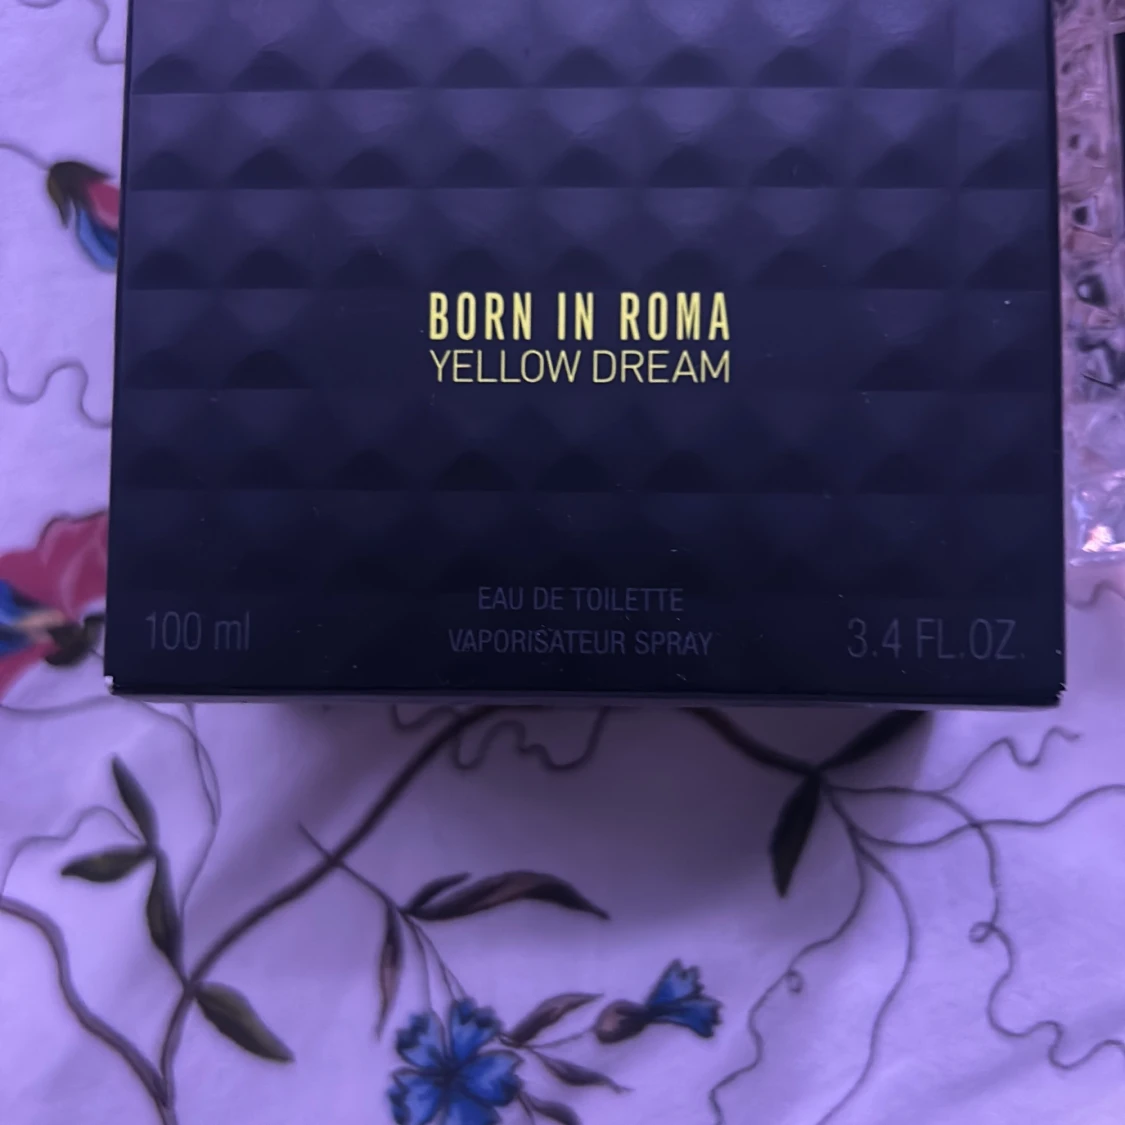 BORN IN ROMA
YELLOW DREAM
EAU DE TOILETTE
100 ml VAPORISATEUR SPRAY 3.4 FL.OZ.